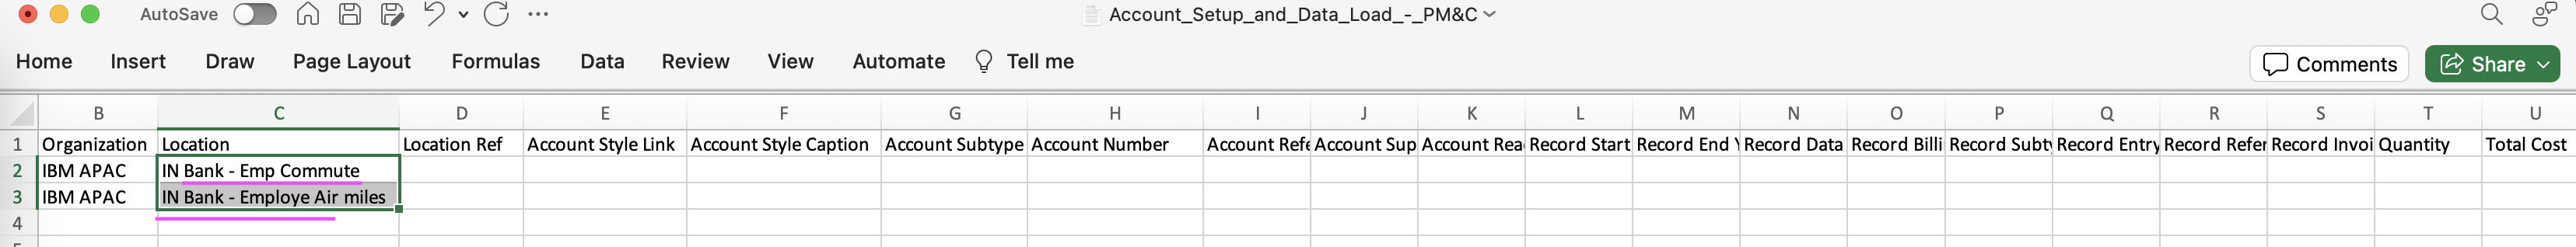 AutoSave
Account_Setup_and_Data_Load_-_PM&C
Home Insert Draw Page Layout Formulas Data Review View Automate Tell me Comments Share
B C D E F G H I J K L M N O P Q R S T U
1 Organization Location Location Ref Account Style Link Account Style Caption Account Subtype Account Number Account Refe Account Sup Account Rea Record Start Record End Record Data Record Billi Record Subty Record Entry Record Refer Record Invoi Quantity Total Cost
2 IBM APAC IN Bank - Emp Commute
3 IBM APAC IN Bank - Employe Air miles
4